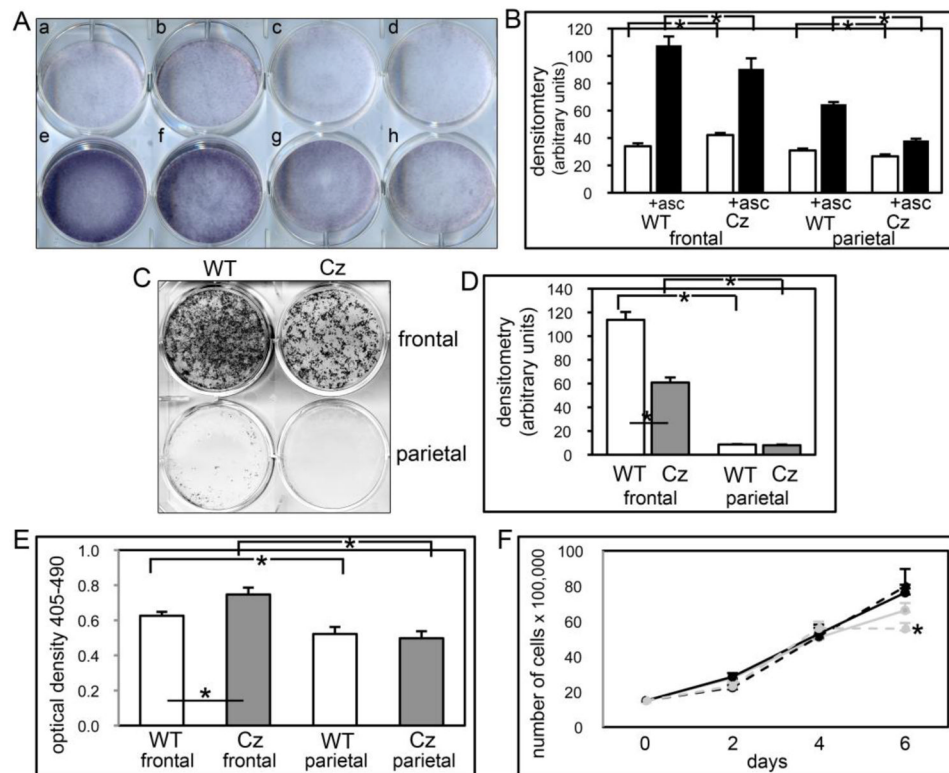 A
a b c d
e f g h
B
densitomtery
(arbitrary units)
120
100
80
60
40
20
0
* * * *
+asc +asc +asc +asc
WT Cz WT Cz
frontal parietal
C
WT Cz
frontal
parietal
D
densitometry
(arbitrary units)
140
120
100
80
60
40
20
0
*
*
*
WT Cz WT Cz
frontal parietal
E
optical density 405-490
1.0
0.8
0.6
0.4
0.2
0.0
*
*
*
WT Cz WT Cz
frontal frontal parietal parietal
F
number of cells x 100,000
100
80
60
40
20
0
*
0 2 4 6
days